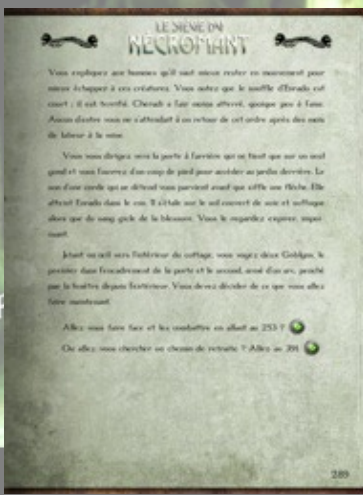 LE SIÈGE DU
NÉCROMANT
Vous expliquez aux hommes qu'il vaut mieux rester en mouvement pour
mieux échapper à ces créatures. Vous notez que le souffle d'Esrudo est
court ; il est terrifié. Cherudi a l'air moins atterré, quoique peu à l'aise.
Aucun d'entre vous ne s'attendait à un retour de cet ordre après des mois
de labeur à la mine.
Vous vous dirigez vers la porte à l'arrière qui ne tient que sur un seul
gond et vous l'ouvrez d'un coup de pied pour accéder au jardin derrière. Le
son d'une corde qui se détend vous parvient avant que siffle une flèche. Elle
atteint Esrudo dans le cou. Il s'étale sur le sol couvert de suie et suffoque
alors que du sang gicle de la blessure. Vous le regardez expirer, impuis-
sant.
Jetant un œil vers l'extérieur du cottage, vous voyez deux Gobelyns, le
premier dans l'encadrement de la porte et le second, armé d'un arc, penché
par la fenêtre depuis l'extérieur. Vous devez décider de ce que vous allez
faire maintenant.
Allez-vous faire face et les combattre en allant au 253 ?
Ou allez-vous chercher un chemin de retraite ? Allez au 391
289